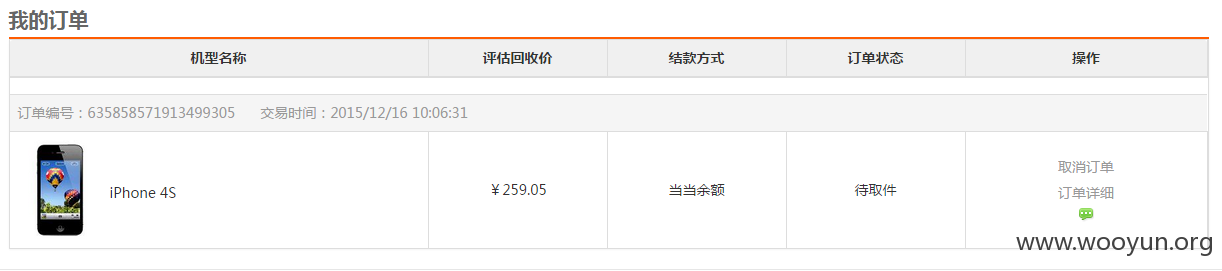 我的订单
机型名称 评估回收价 结款方式 订单状态 操作
订单编号：635858571913499305 交易时间：2015/12/16 10:06:31
iPhone 4S ￥259.05 当当余额 待取件 取消订单
订单详细
www.wooyun.org